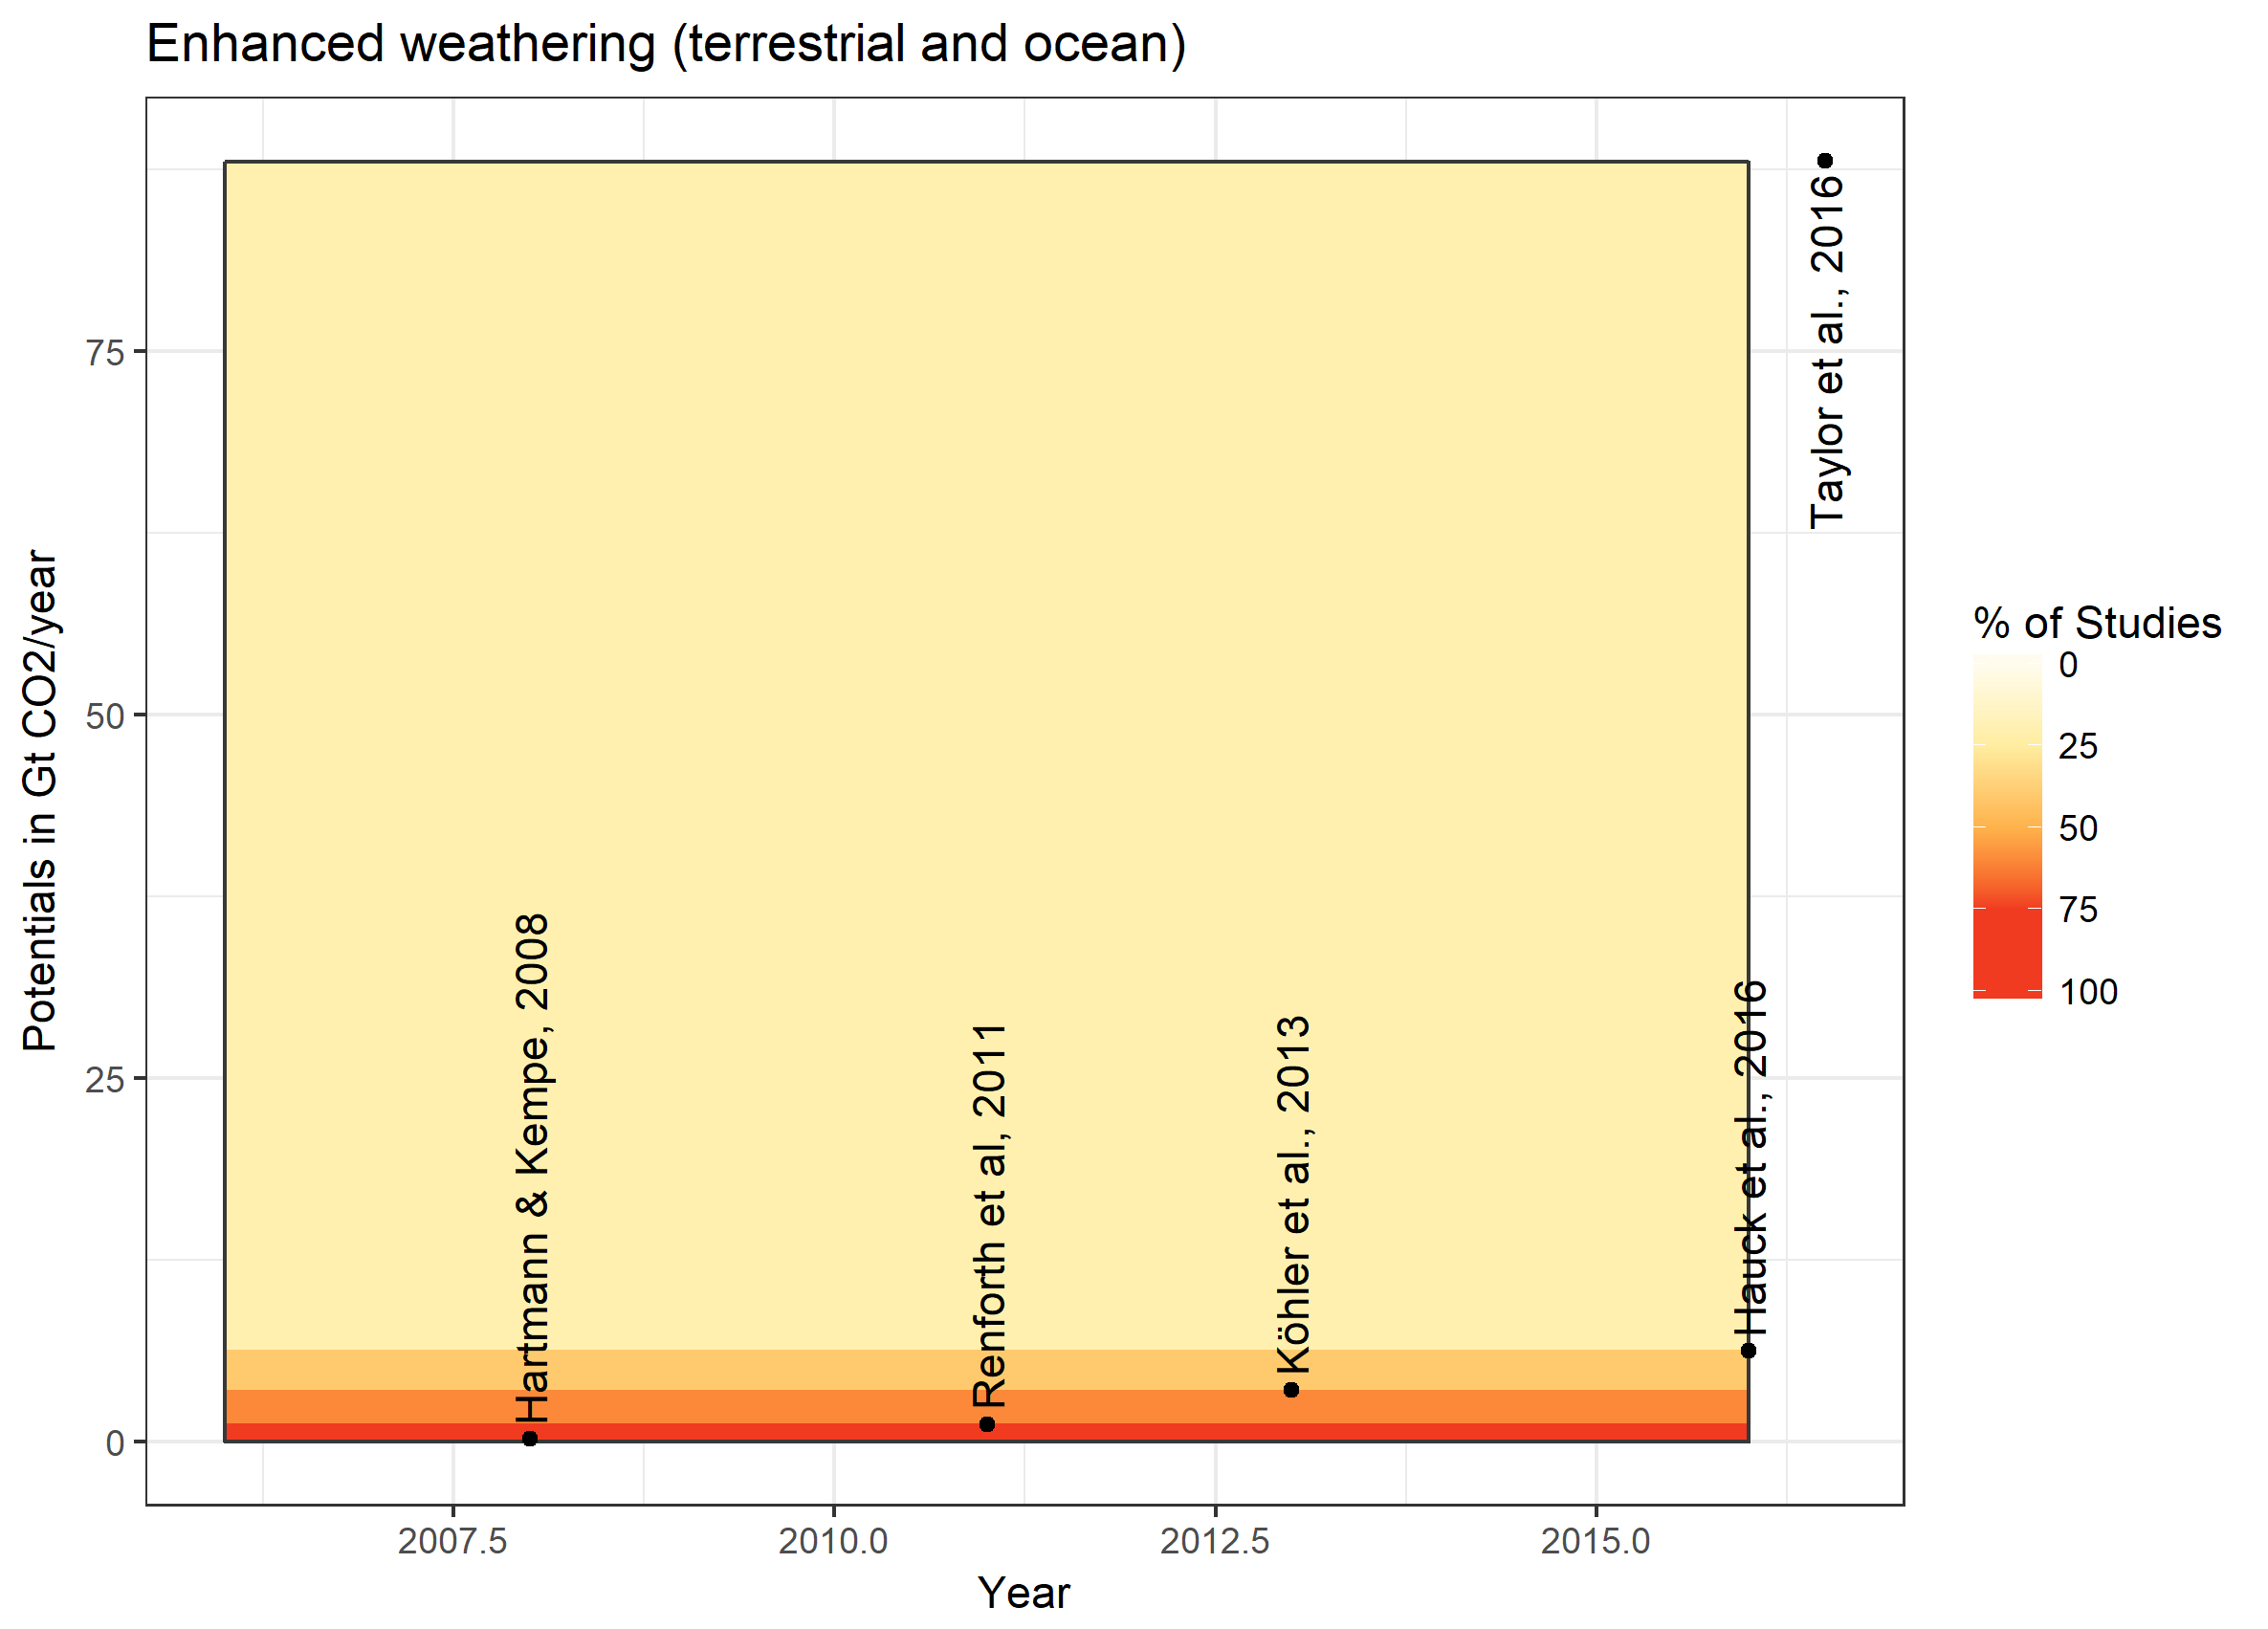 Enhanced weathering (terrestrial and ocean)
Potentials in Gt CO2/year
75
50
25
0
Hartmann & Kempe, 2008
Renforth et al, 2011
Köhler et al., 2013
Hauck et al., 2016
Taylor et al., 2016
2007.5
2010.0
2012.5
2015.0
Year
% of Studies
0
25
50
75
100